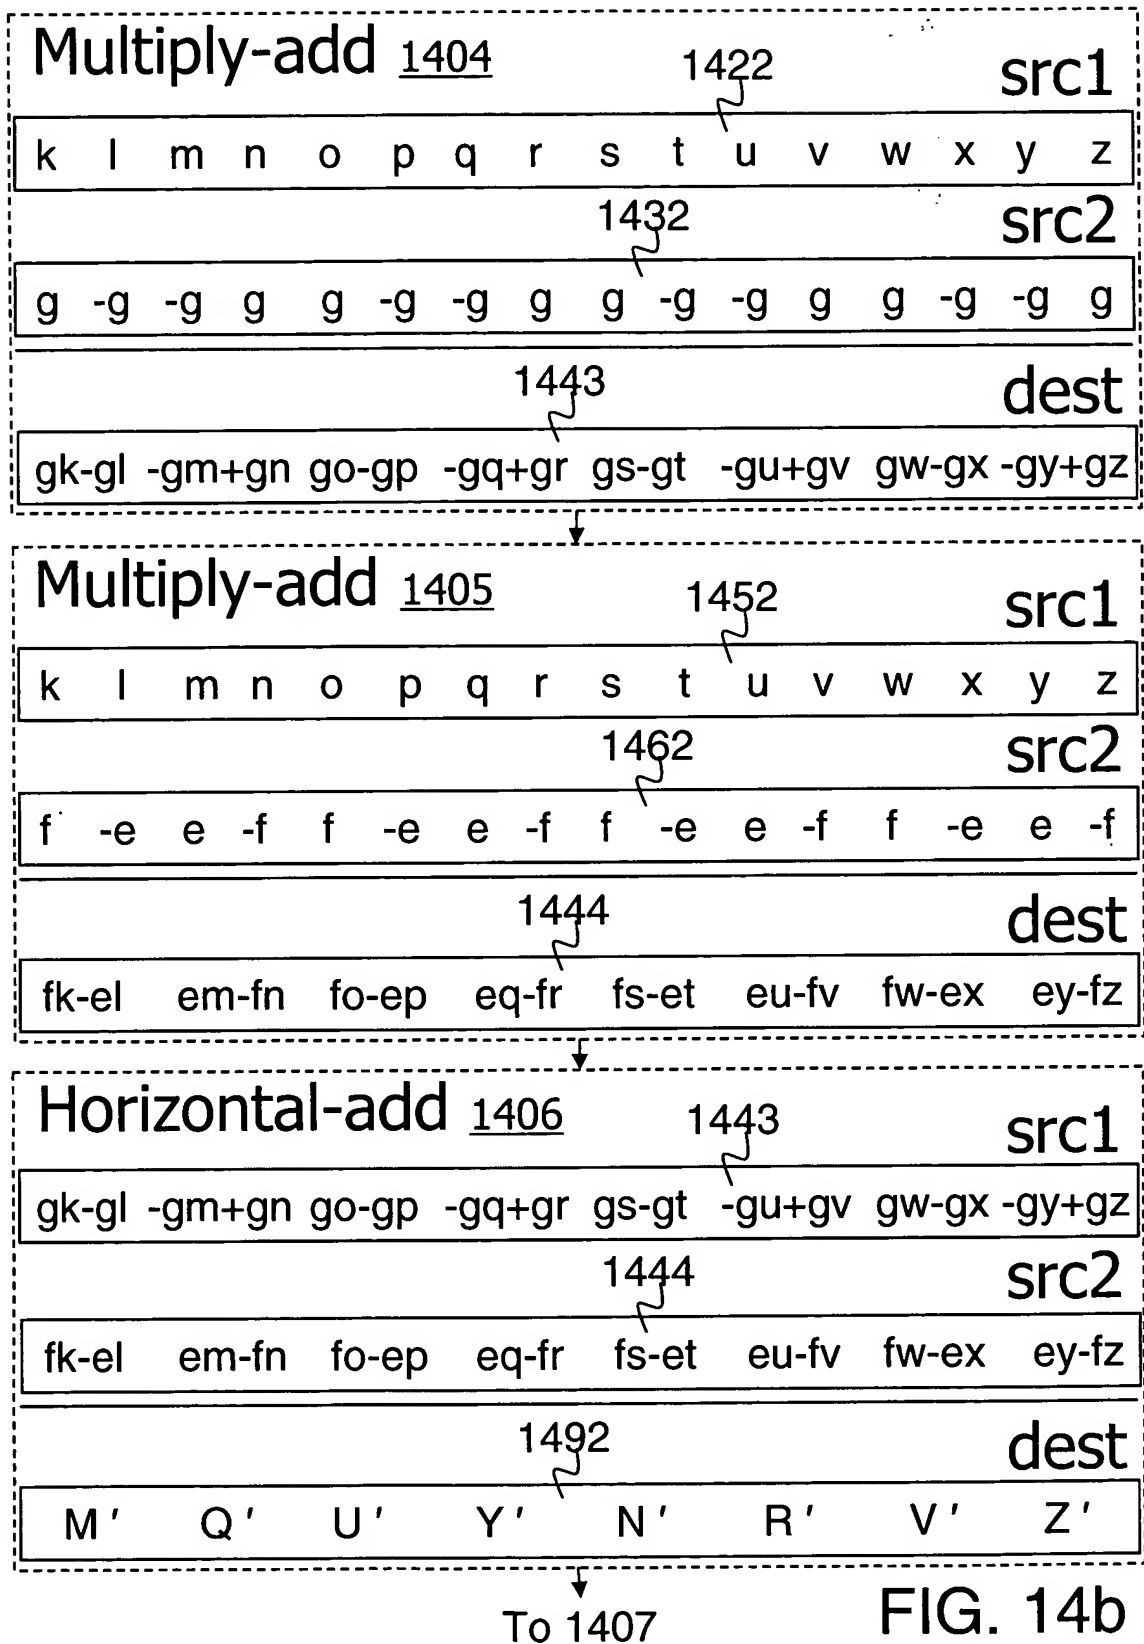 Multiply-add 1404 1422 src1
k l m n o p q r s t u v w x y z
1432 src2
g -g -g g g -g -g g g -g -g g g -g -g g
1443 dest
gk-gl -gm+gn go-gp -gq+gr gs-gt -gu+gv gw-gx -gy+gz
Multiply-add 1405 1452 src1
k l m n o p q r s t u v w x y z
1462 src2
f -e e -f f -e e -f f -e e -f f -e e -f
1444 dest
fk-el em-fn fo-ep eq-fr fs-et eu-fv fw-ex ey-fz
Horizontal-add 1406 1443 src1
gk-gl -gm+gn go-gp -gq+gr gs-gt -gu+gv gw-gx -gy+gz
1444 src2
fk-el em-fn fo-ep eq-fr fs-et eu-fv fw-ex ey-fz
1492 dest
M' Q' U' Y' N' R' V' Z'
To 1407
FIG. 14b